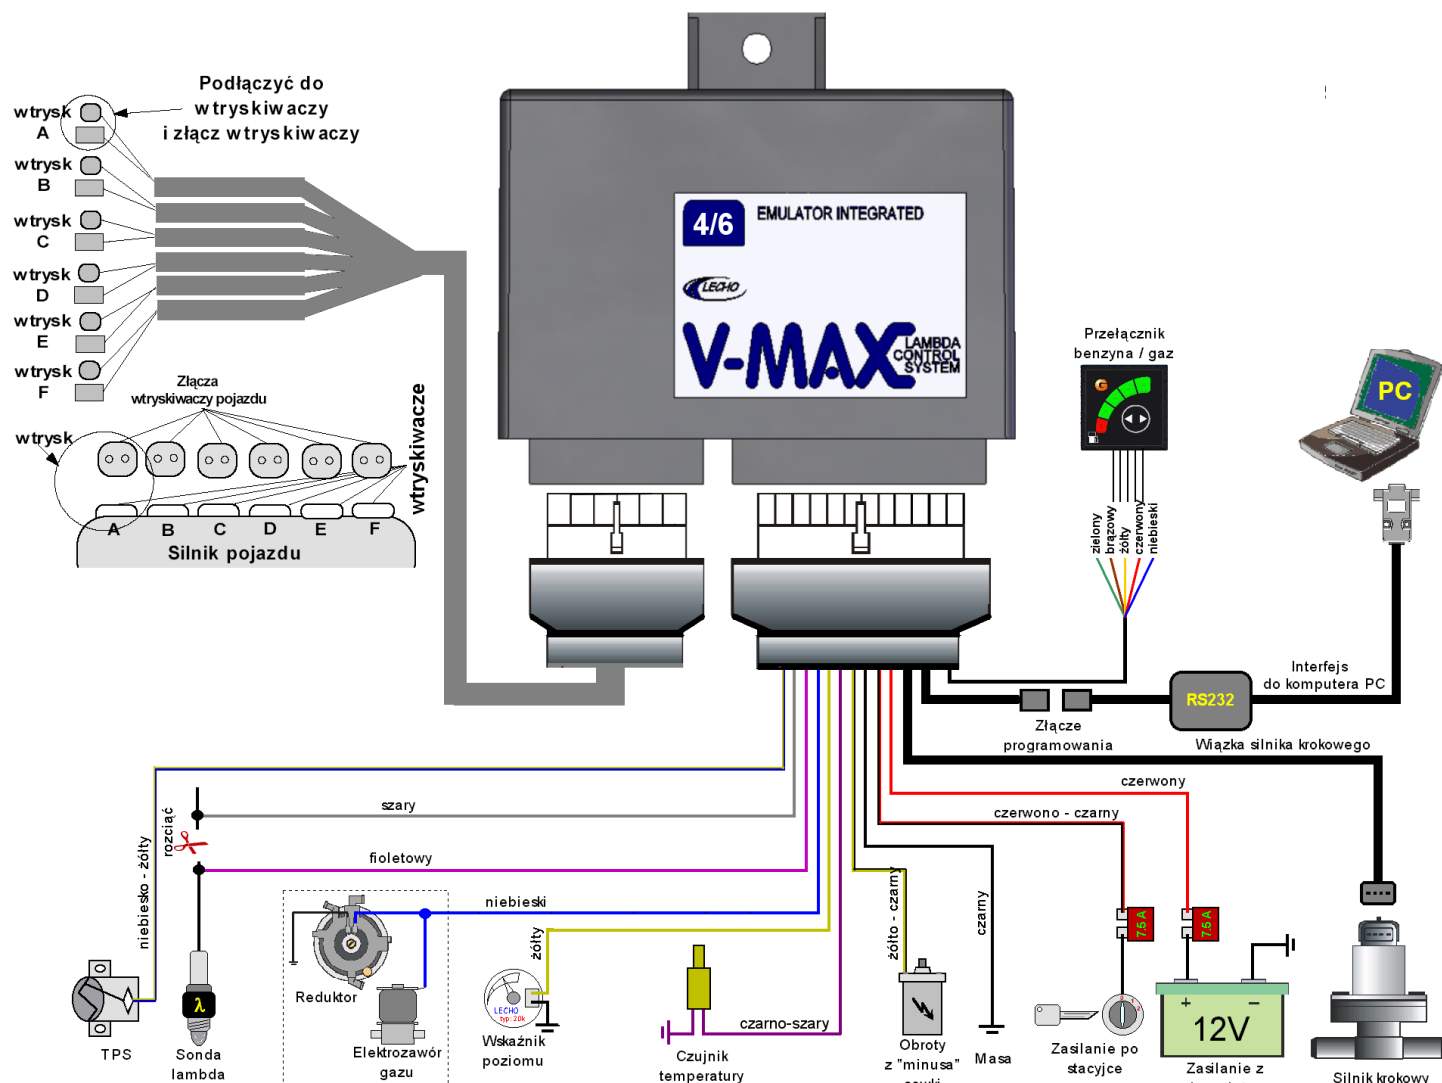 Podłączyć do
wtryskiwaczy
i złącz wtryskiwaczy
wtrysk
A
wtrysk
B
wtrysk
C
wtrysk
D
wtrysk
E
wtrysk
F
Złącza
wtryskiwaczy pojazdu
wtrysk
wtryskiwacze
A B C D E F
Silnik pojazdu
4/6
EMULATOR INTEGRATED
LECHO
V-MAX
LAMBDA
CONTROL
SYSTEM
Przełącznik
benzyna / gaz
G
zielony
brązowy
żółty
czerwony
niebieski
PC
Interfejs
do komputera PC
RS232
Złącze
programowania
Wiązka silnika krokowego
czerwony
czerwono - czarny
szary
rozciąć
fioletowy
niebiesko - żółty
niebieski
żółty
czarno-szary
żółto - czarny
czarny
7.5 A
7.5 A
TPS
λ
Sonda
lambda
Reduktor
Elektrozawór
gazu
LECHO
typ:20k
Wskaźnik
poziomu
Czujnik
temperatury
Obroty
z "minusa"
Masa
Zasilanie po
stacyjce
+ −
12V
Zasilanie z
Silnik krokowy